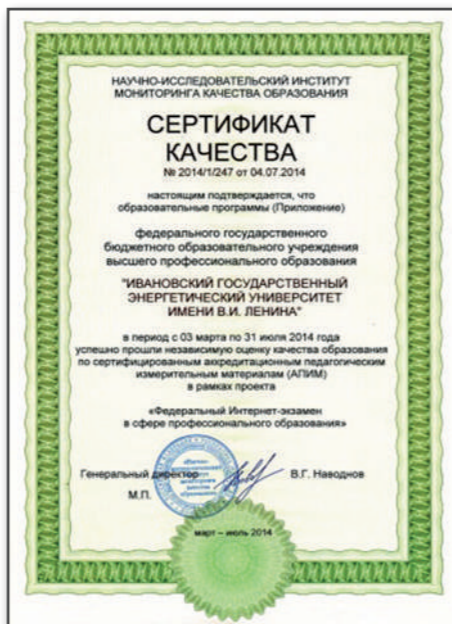 НАУЧНО-ИССЛЕДОВАТЕЛЬСКИЙ ИНСТИТУТ
МОНИТОРИНГА КАЧЕСТВА ОБРАЗОВАНИЯ
СЕРТИФИКАТ
КАЧЕСТВА
№ 2014/1/247 от 04.07.2014
настоящим подтверждается, что
образовательные программы (Приложение)
федерального государственного
бюджетного образовательного учреждения
высшего профессионального образования
"ИВАНОВСКИЙ ГОСУДАРСТВЕННЫЙ
ЭНЕРГЕТИЧЕСКИЙ УНИВЕРСИТЕТ
ИМЕНИ В.И. ЛЕНИНА"
в период с 03 марта по 31 июля 2014 года
успешно прошли независимую оценку качества образования
по сертифицированным аккредитационным педагогическим
измерительным материалам (АПИМ)
в рамках проекта
«Федеральный Интернет-экзамен
в сфере профессионального образования»
Генеральный директор В.Г. Наводнов
М.П.
март – июль 2014